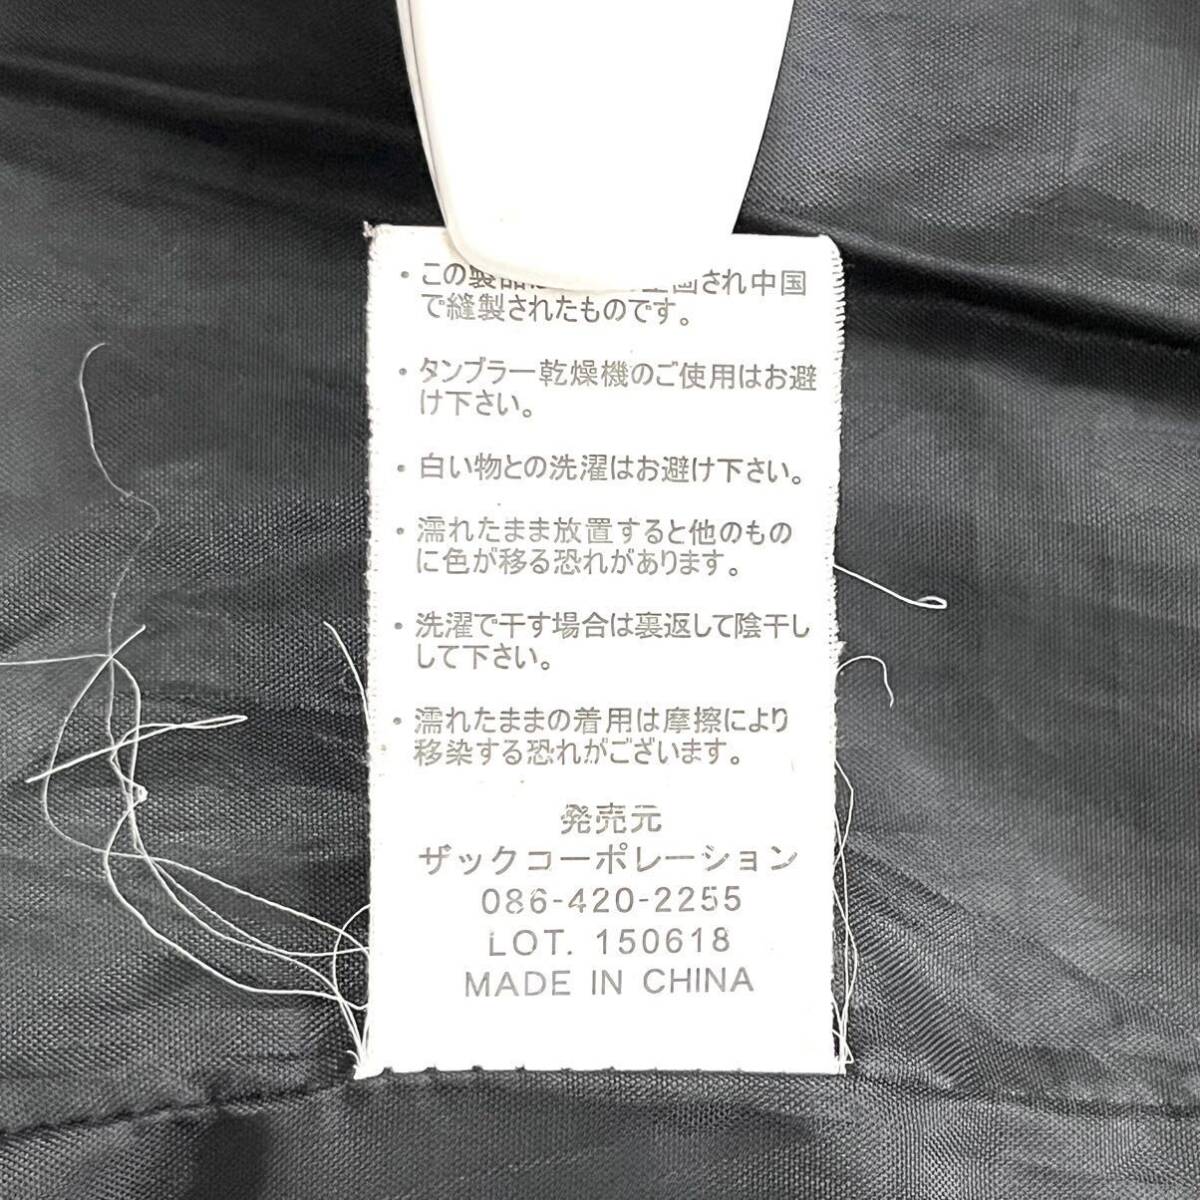 ・この製品 され中国
で縫製されたものです。
・タンブラー乾燥機のご使用はお避
け下さい。
・白い物との洗濯はお避け下さい。
・濡れたまま放置すると他のもの
に色が移る恐れがあります。
・洗濯で干す場合は裏返して陰干し
して下さい。
・濡れたままの着用は摩擦により
移染する恐れがございます。
発売元
ザックコーポレーション
086-420-2255
LOT. 150618
MADE IN CHINA